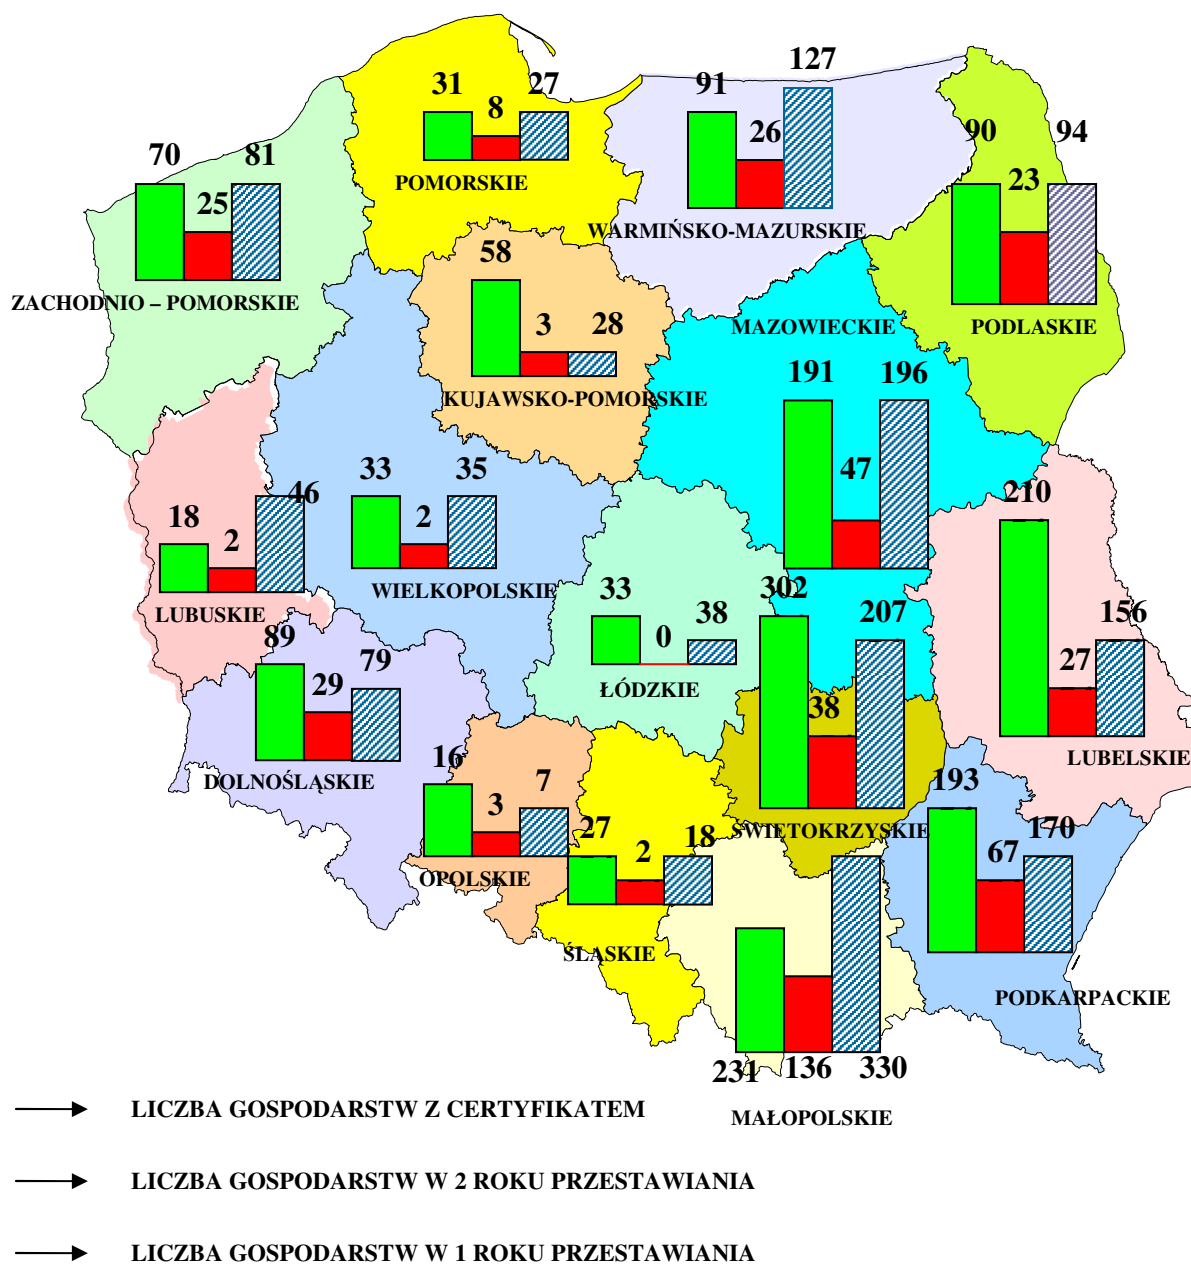 127
31
8
27
91
26
90
94
23
POMORSKIE
70
25
81
WARMIŃSKO-MAZURSKIE
58
ZACHODNIO – POMORSKIE
3
28
MAZOWIECKIE
PODLASKIE
191
196
KUJAWSKO-POMORSKIE
47
33
2
35
210
18
2
46
WIELKOPOLSKIE
33
0
38
302
207
156
LUBUSKIE
89
29
79
27
ŁÓDZKIE
38
LUBELSKIE
DOLNOŚLĄSKIE
16
3
7
193
27
2
18
SWIETOKRZYSKIE
67
170
OPOLSKIE
ŚLĄSKIE
PODKARPACKIE
231
136
330
LICZBA GOSPODARSTW Z CERTYFIKATEM
MAŁOPOLSKIE
LICZBA GOSPODARSTW W 2 ROKU PRZESTAWIANIA
LICZBA GOSPODARSTW W 1 ROKU PRZESTAWIANIA